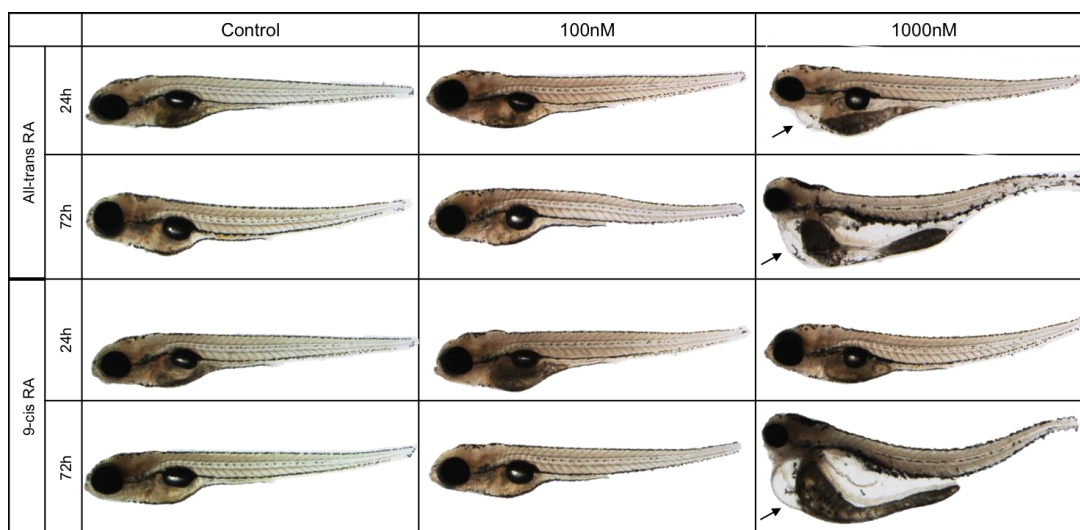 Control
100nM
1000nM
All-trans RA
24h
72h
9-cis RA
24h
72h